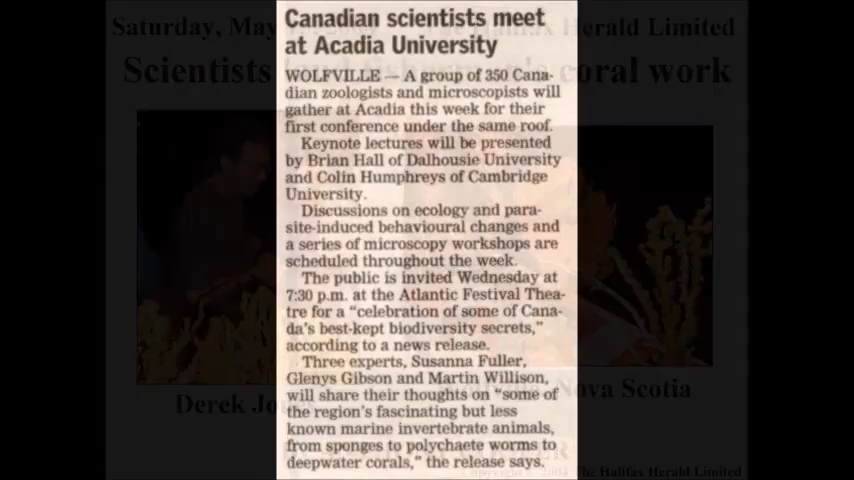 Canadian scientists meet
at Acadia University
WOLFVILLE — A group of 350 Cana-
dian zoologists and microscopists will
gather at Acadia this week for their
first conference under the same roof.
Keynote lectures will be presented
by Brian Hall of Dalhousie University
and Colin Humphreys of Cambridge
University.
Discussions on ecology and para-
site-induced behavioural changes and
a series of microscopy workshops are
scheduled throughout the week.
The public is invited Wednesday at
7:30 p.m. at the Atlantic Festival Thea-
tre for a “celebration of some of Cana-
da’s best-kept biodiversity secrets,”
according to a news release.
Three experts, Susanna Fuller,
Glenys Gibson and Martin Willison,
will share their thoughts on “some of
the region’s fascinating but less
known marine invertebrate animals,
from sponges to polychaete worms to
deepwater corals,” the release says.
Saturday, May
Herald Limited
Scientists
coral work
Derek
Nova Scotia
The Halifax Herald Limited